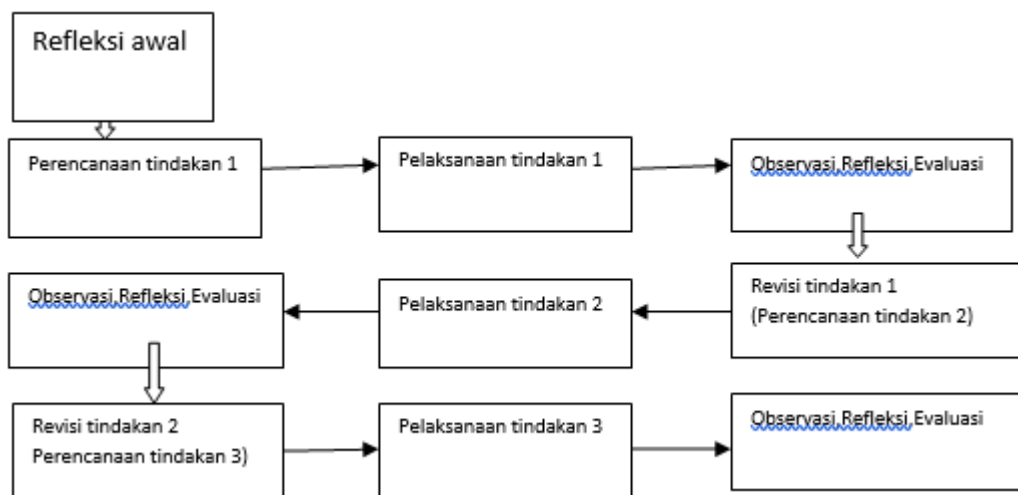 Refleksi awal
Perencanaan tindakan 1
Pelaksanaan tindakan 1
Observasi,Refleksi,Evaluasi
Revisi tindakan 1
(Perencanaan tindakan 2)
Pelaksanaan tindakan 2
Observasi,Refleksi,Evaluasi
Revisi tindakan 2
Perencanaan tindakan 3)
Pelaksanaan tindakan 3
Observasi,Refleksi,Evaluasi